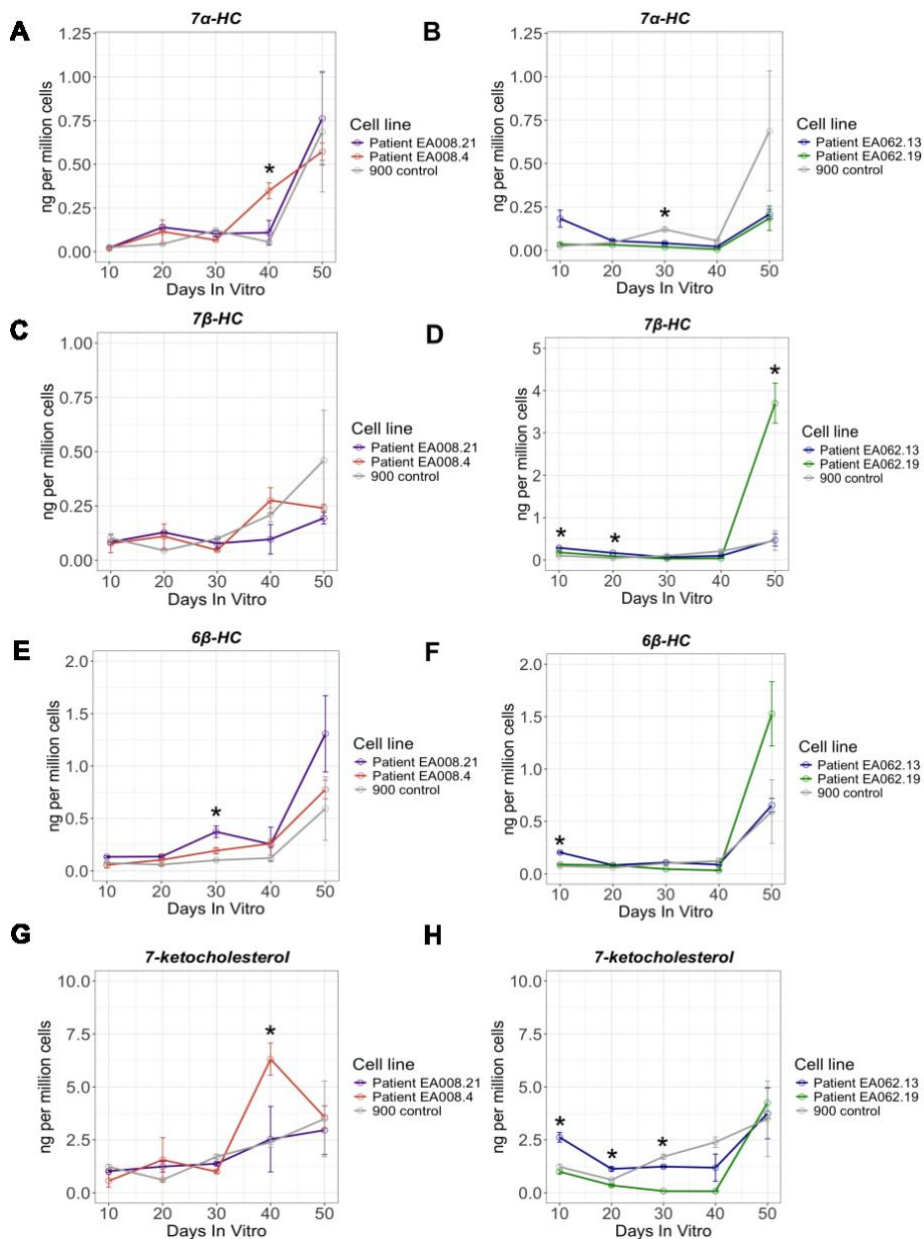 A
7α-HC
ng per million cells
1.25
1.00
0.75
0.50
0.25
0.00
*
10 20 30 40 50
Days In Vitro
Cell line
Patient EA008.21
Patient EA008.4
900 control
B
7α-HC
ng per million cells
1.25
1.00
0.75
0.50
0.25
0.00
*
10 20 30 40 50
Days In Vitro
Cell line
Patient EA062.13
Patient EA062.19
900 control
C
7β-HC
ng per million cells
1.00
0.75
0.50
0.25
0.00
10 20 30 40 50
Days In Vitro
Cell line
Patient EA008.21
Patient EA008.4
900 control
D
7β-HC
ng per million cells
5
4
3
2
1
0
* * *
10 20 30 40 50
Days In Vitro
Cell line
Patient EA062.13
Patient EA062.19
900 control
E
6β-HC
ng per million cells
2.0
1.5
1.0
0.5
0.0
*
10 20 30 40 50
Days In Vitro
Cell line
Patient EA008.21
Patient EA008.4
900 control
F
6β-HC
ng per million cells
2.0
1.5
1.0
0.5
0.0
*
10 20 30 40 50
Days In Vitro
Cell line
Patient EA062.13
Patient EA062.19
900 control
G
7-ketocholesterol
ng per million cells
10.0
7.5
5.0
2.5
0.0
*
10 20 30 40 50
Days In Vitro
Cell line
Patient EA008.21
Patient EA008.4
900 control
H
7-ketocholesterol
ng per million cells
10.0
7.5
5.0
2.5
0.0
* * *
10 20 30 40 50
Days In Vitro
Cell line
Patient EA062.13
Patient EA062.19
900 control